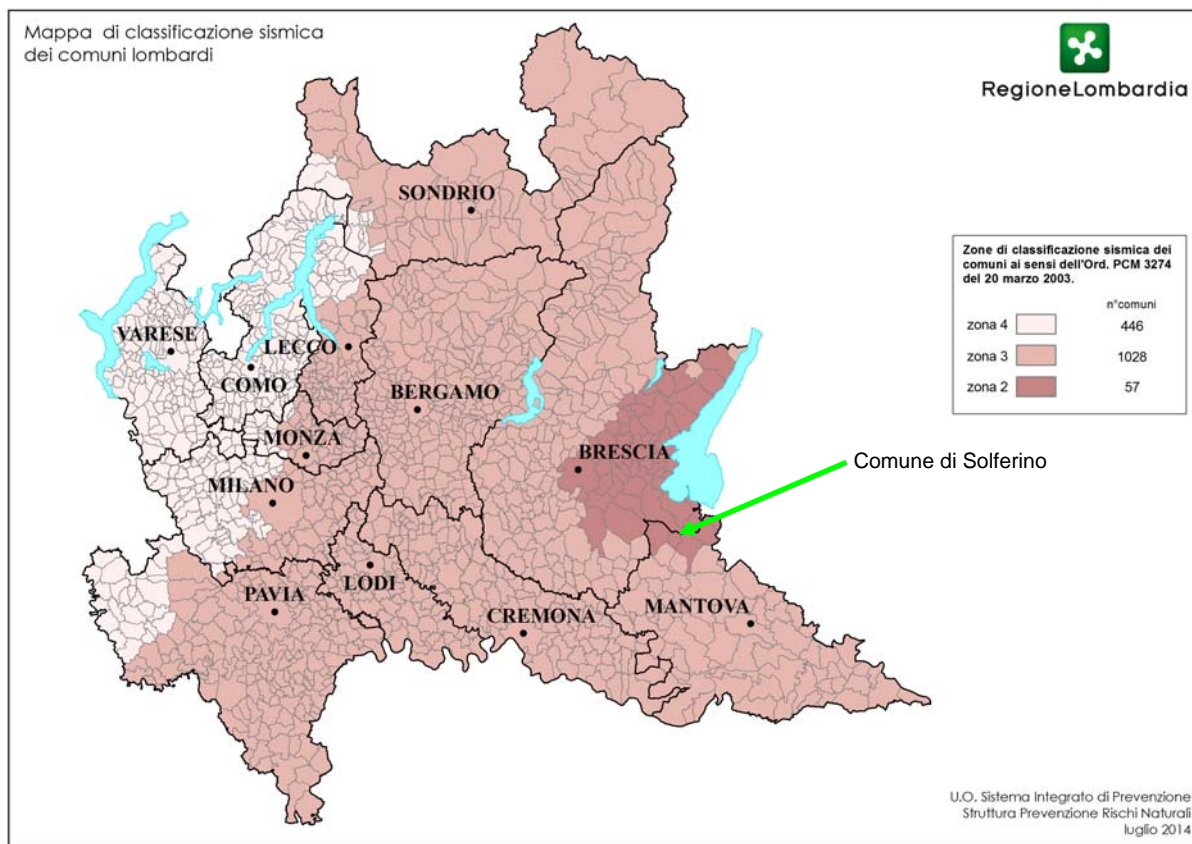 Mappa di classificazione sismica
dei comuni lombardi
RegioneLombardia
SONDRIO
Zone di classificazione sismica dei
comuni ai sensi dell'Ord. PCM 3274
del 20 marzo 2003.
n°comuni
zona 4 446
zona 3 1028
zona 2 57
VARESE
LECCO
COMO
BERGAMO
MONZA
BRESCIA
Comune di Solferino
MILANO
LODI
PAVIA
CREMONA
MANTOVA
U.O. Sistema Integrato di Prevenzione
Struttura Prevenzione Rischi Naturali
luglio 2014